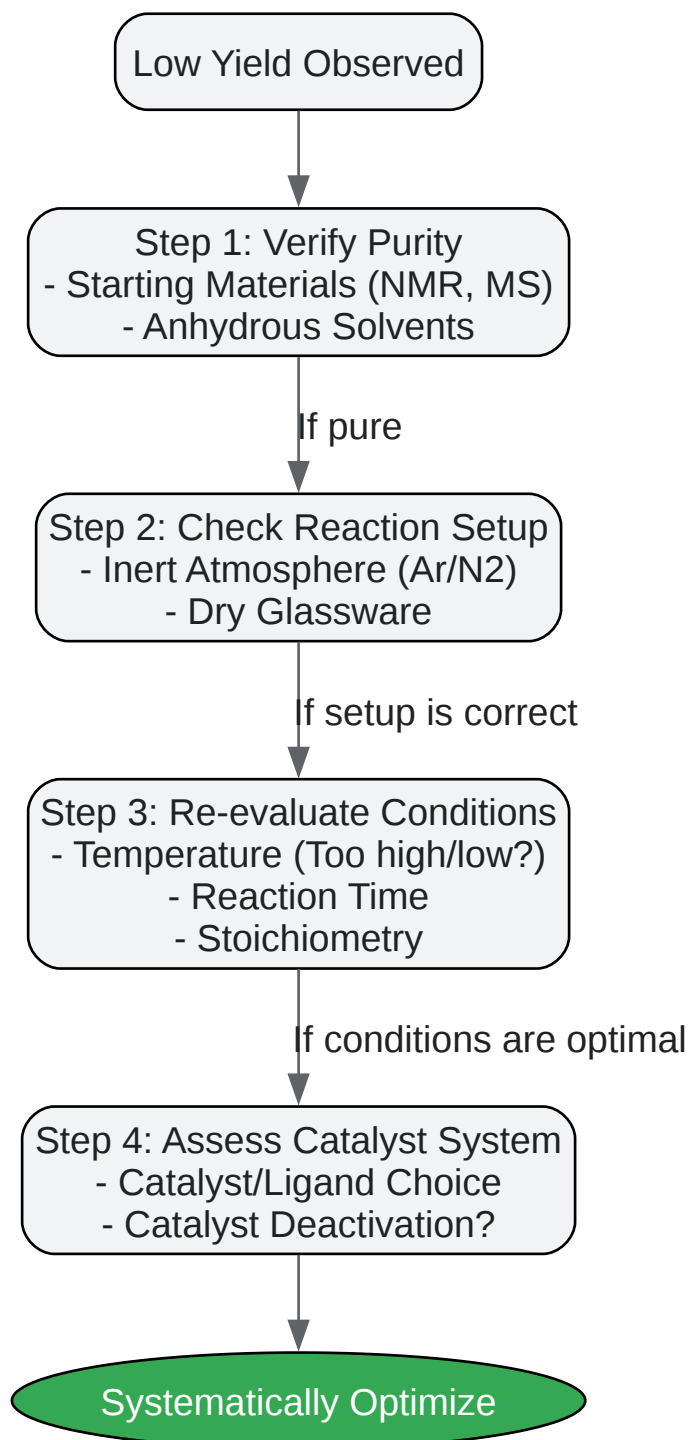 Low Yield Observed
Step 1: Verify Purity
- Starting Materials (NMR, MS)
- Anhydrous Solvents
If pure
Step 2: Check Reaction Setup
- Inert Atmosphere (Ar/N2)
- Dry Glassware
If setup is correct
Step 3: Re-evaluate Conditions
- Temperature (Too high/low?)
- Reaction Time
- Stoichiometry
If conditions are optimal
Step 4: Assess Catalyst System
- Catalyst/Ligand Choice
- Catalyst Deactivation?
Systematically Optimize